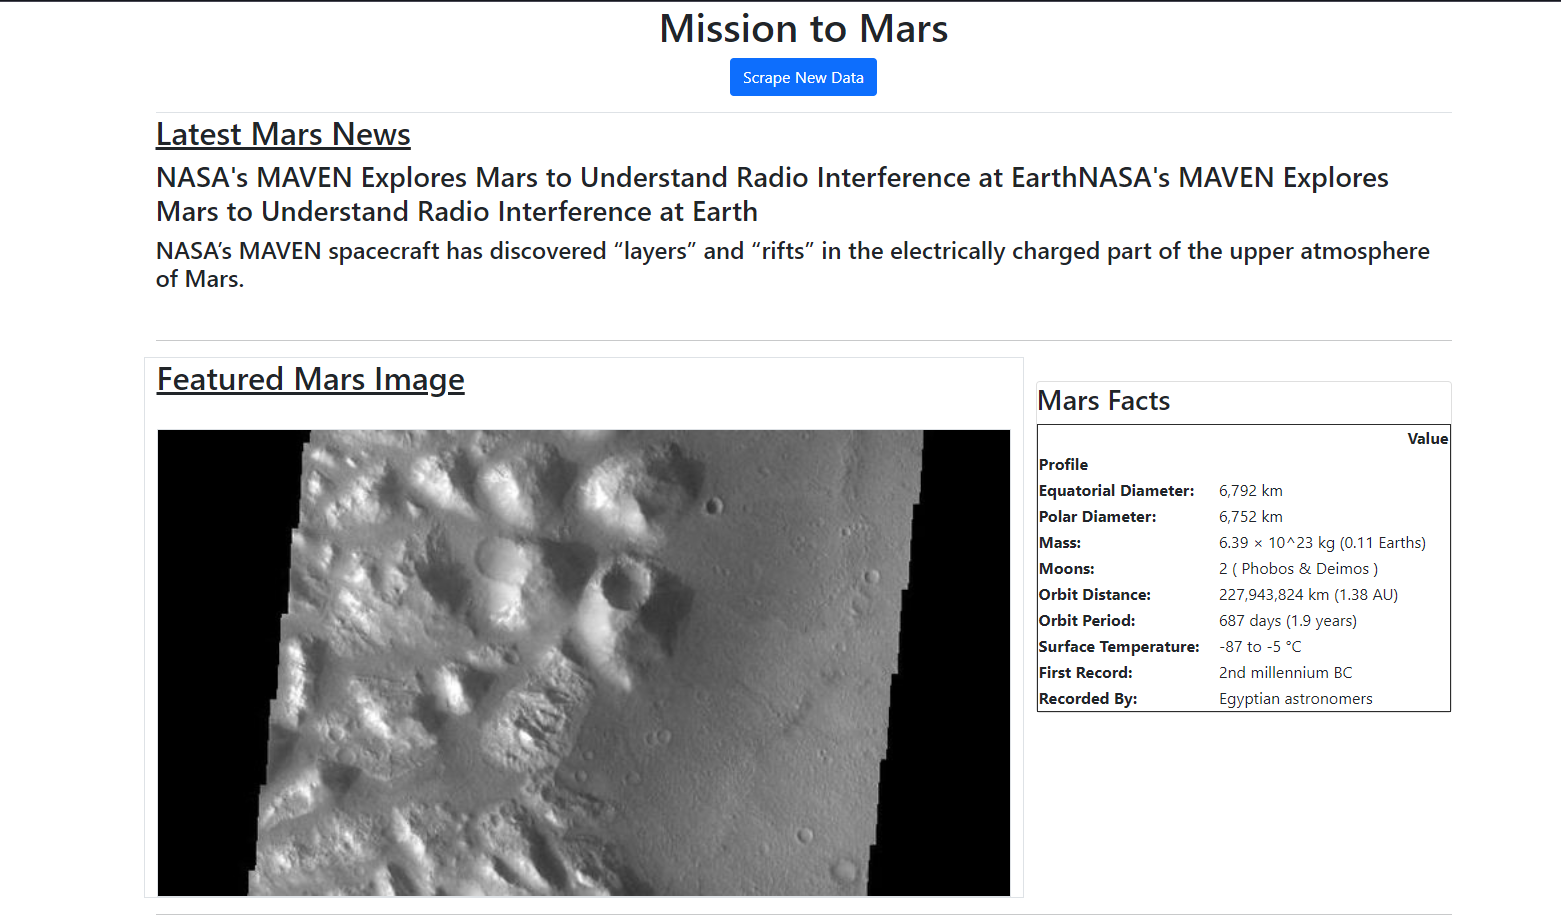 Mission to Mars
Scrape New Data
Latest Mars News
NASA's MAVEN Explores Mars to Understand Radio Interference at EarthNASA's MAVEN Explores
Mars to Understand Radio Interference at Earth
NASA’s MAVEN spacecraft has discovered “layers” and “rifts” in the electrically charged part of the upper atmosphere
of Mars.
Featured Mars Image
Mars Facts
Value
Profile
Equatorial Diameter: 6,792 km
Polar Diameter: 6,752 km
Mass: 6.39 × 10^23 kg (0.11 Earths)
Moons: 2 ( Phobos & Deimos )
Orbit Distance: 227,943,824 km (1.38 AU)
Orbit Period: 687 days (1.9 years)
Surface Temperature: -87 to -5 °C
First Record: 2nd millennium BC
Recorded By: Egyptian astronomers